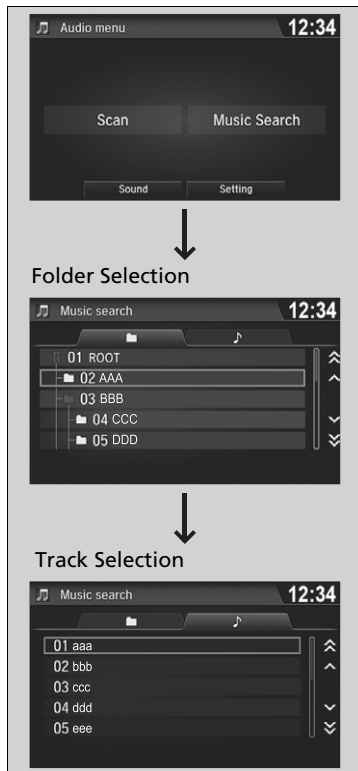 Audio menu 12:34
Scan Music Search
Sound Setting
Folder Selection
Music search 12:34
01 ROOT
02 AAA
03 BBB
04 CCC
05 DDD
Track Selection
Music search 12:34
01 aaa
02 bbb
03 ccc
04 ddd
05 eee